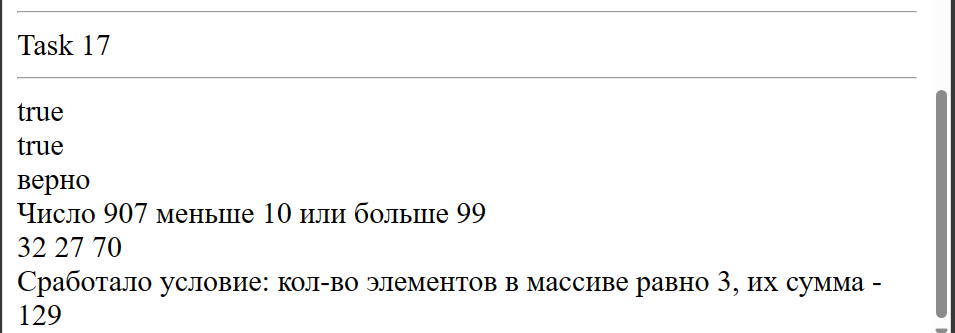 Task 17
true
true
верно
Число 907 меньше 10 или больше 99
32 27 70
Сработало условие: кол-во элементов в массиве равно 3, их сумма -
129